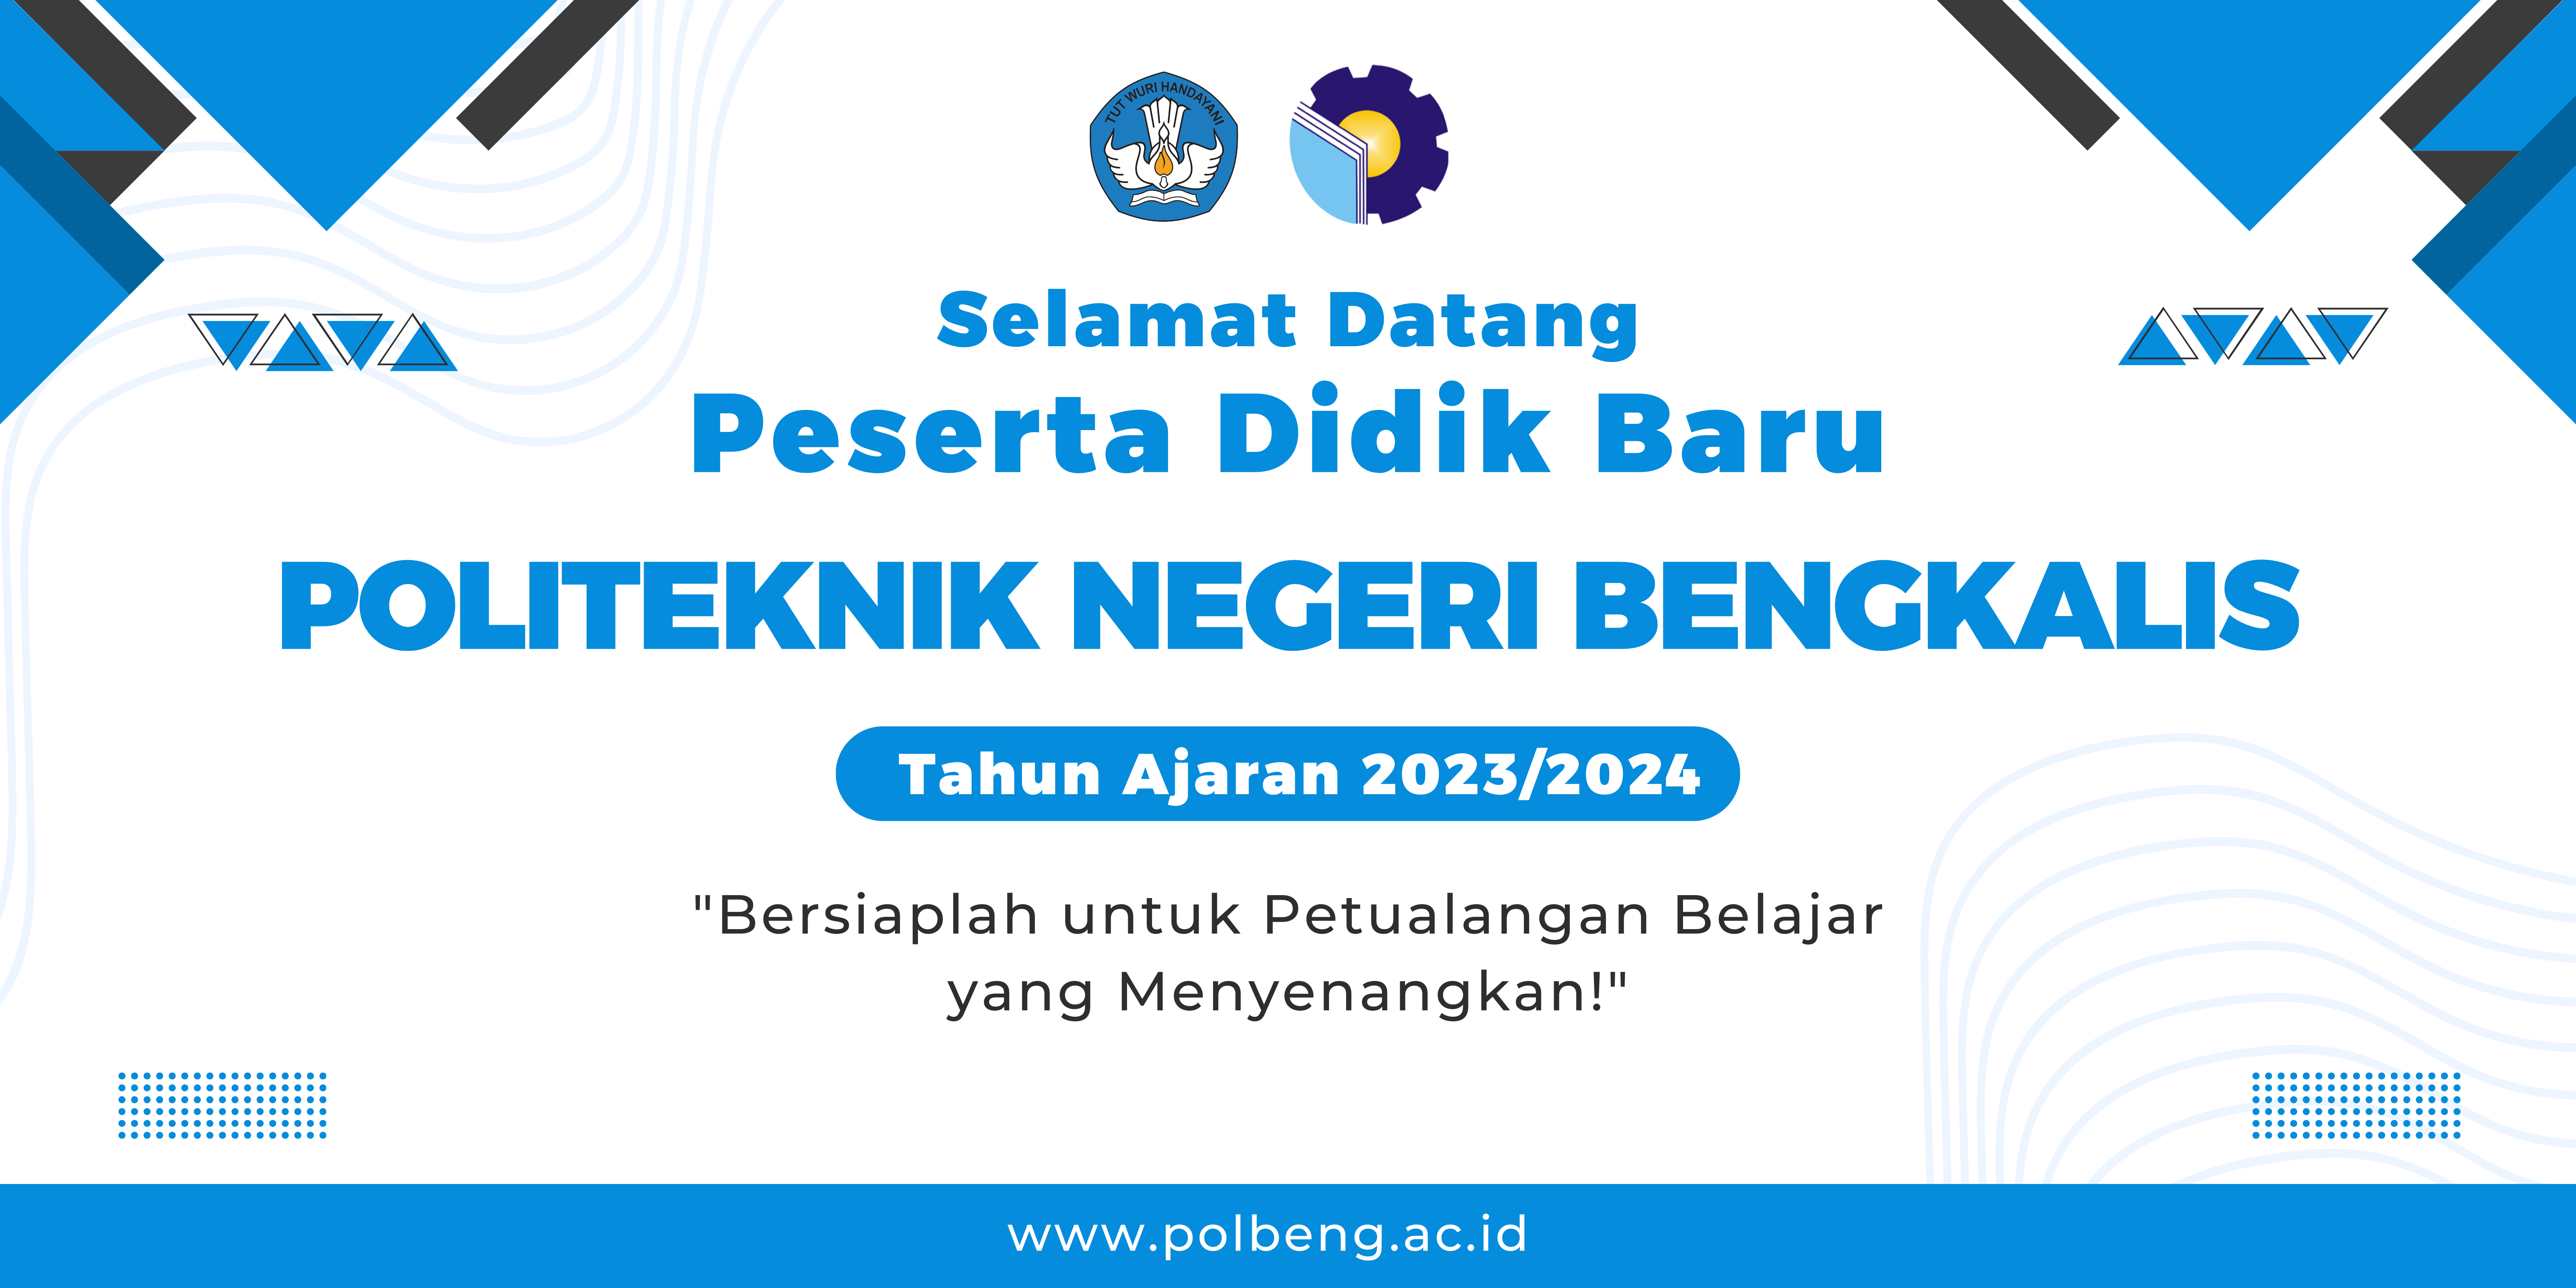 TUT WURI HANDAYANI
Selamat Datang
Peserta Didik Baru
POLITEKNIK NEGERI BENGKALIS
Tahun Ajaran 2023/2024
"Bersiaplah untuk Petualangan Belajar
yang Menyenangkan!"
www.polbeng.ac.id